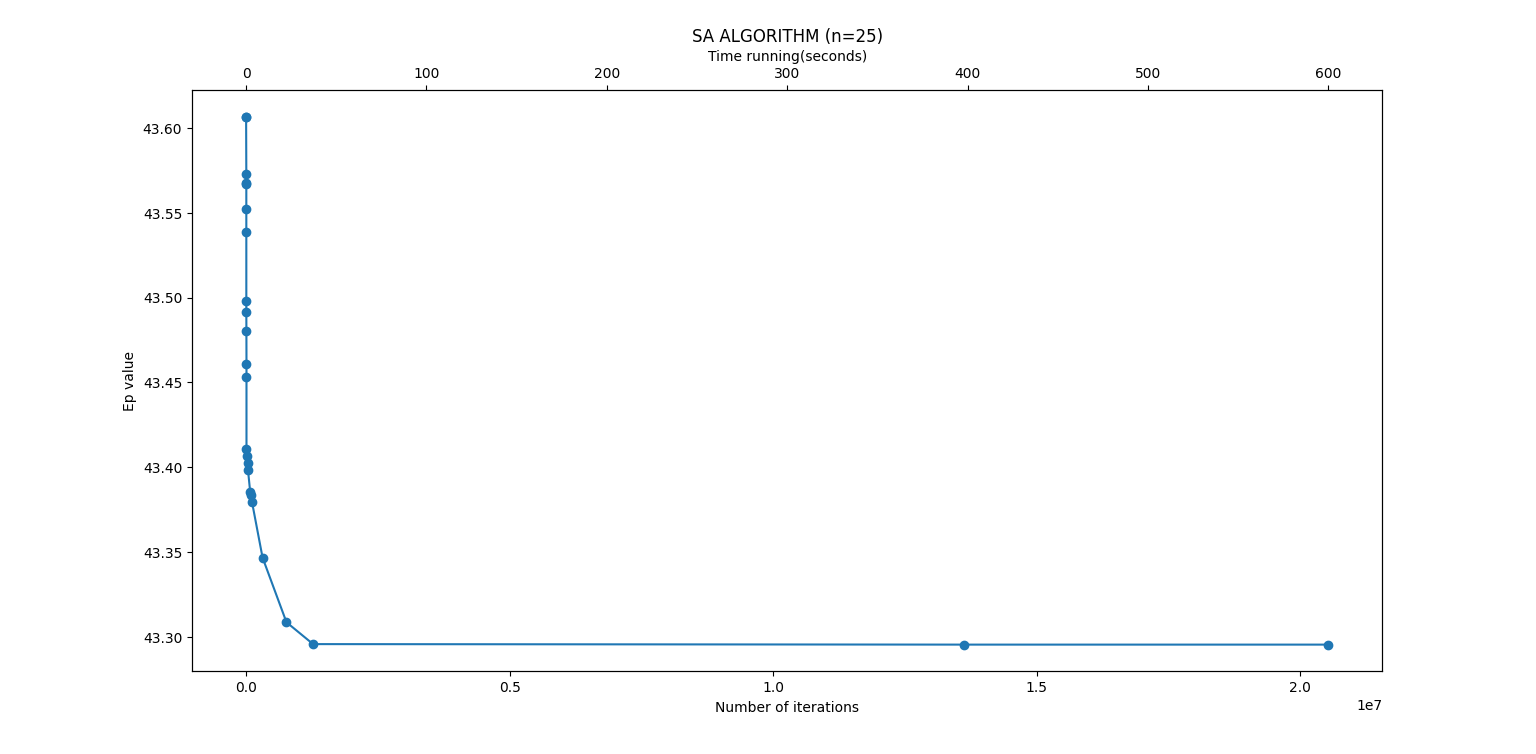 SA ALGORITHM (n=25)
Time running(seconds)
0 100 200 300 400 500 600
43.60
43.55
43.50
43.45
43.40
43.35
43.30
Ep value
0.0 0.5 1.0 1.5 2.0
1e7
Number of iterations